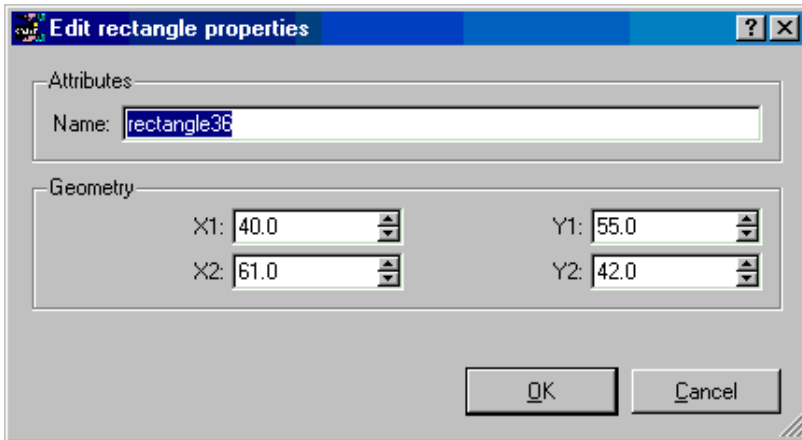 Edit rectangle properties
Attributes
Name: rectangle36
Geometry
X1: 40.0 Y1: 55.0
X2: 61.0 Y2: 42.0
OK Cancel